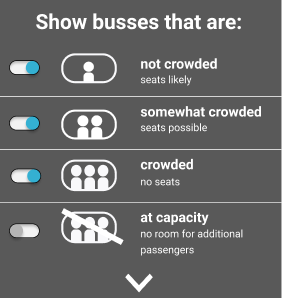 Show busses that are:
not crowded
seats likely
somewhat crowded
seats possible
crowded
no seats
at capacity
no room for additional
passengers